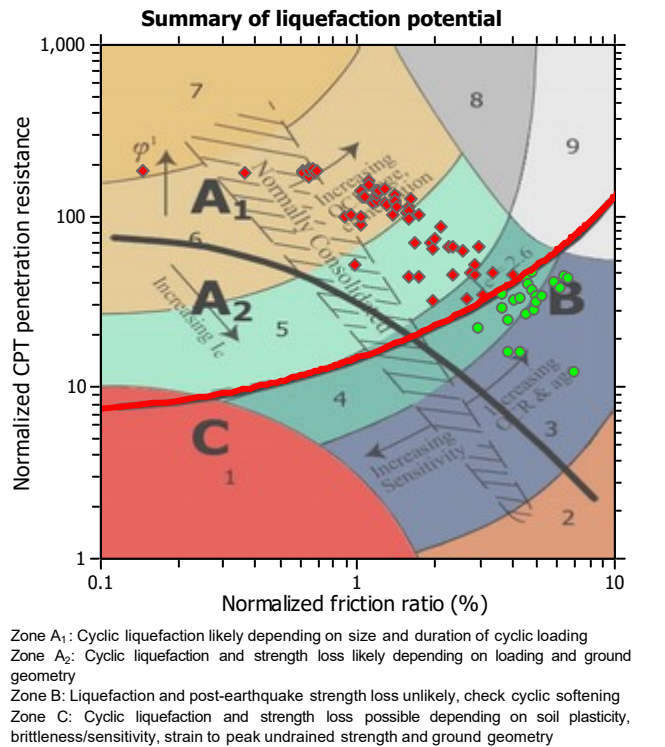 Summary of liquefaction potential
1,000
100
10
1
Normalized CPT penetration resistance
7
8
9
φ'
A1
Increasing
Normally Consolidated
6
A2
Increasing Ic
5
2.6
B
4
Increasing
OCR & age
C
1
Increasing
Sensitivity
3
2
0.1
1
10
Normalized friction ratio (%)
Zone A1: Cyclic liquefaction likely depending on size and duration of cyclic loading
Zone A2: Cyclic liquefaction and strength loss likely depending on loading and ground
geometry
Zone B: Liquefaction and post-earthquake strength loss unlikely, check cyclic softening
Zone C: Cyclic liquefaction and strength loss possible depending on soil plasticity,
brittleness/sensitivity, strain to peak undrained strength and ground geometry